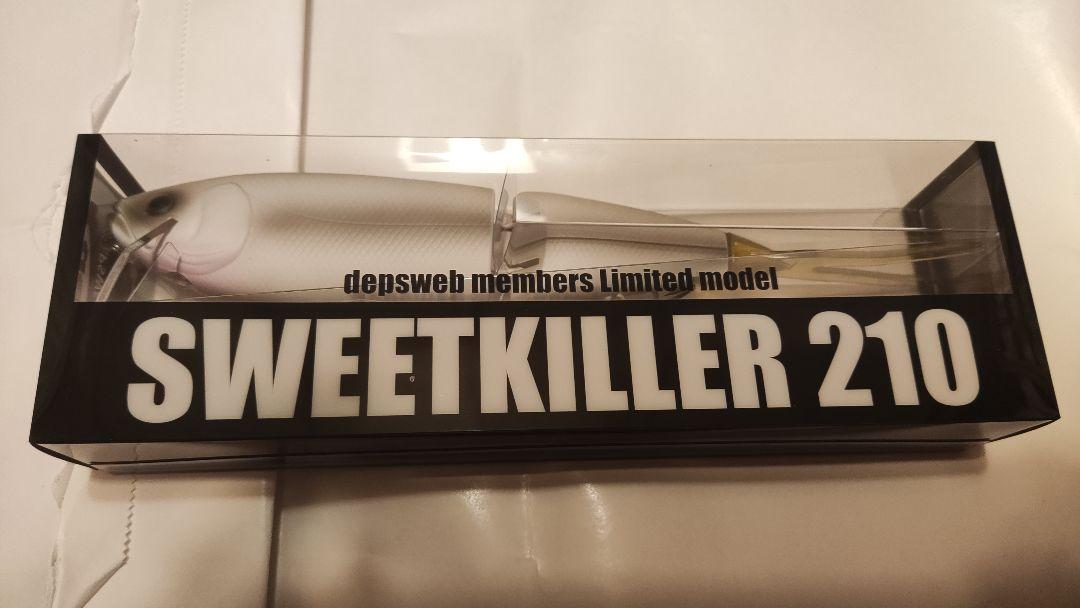 depsweb members Limited model
SWEETKILLER 210